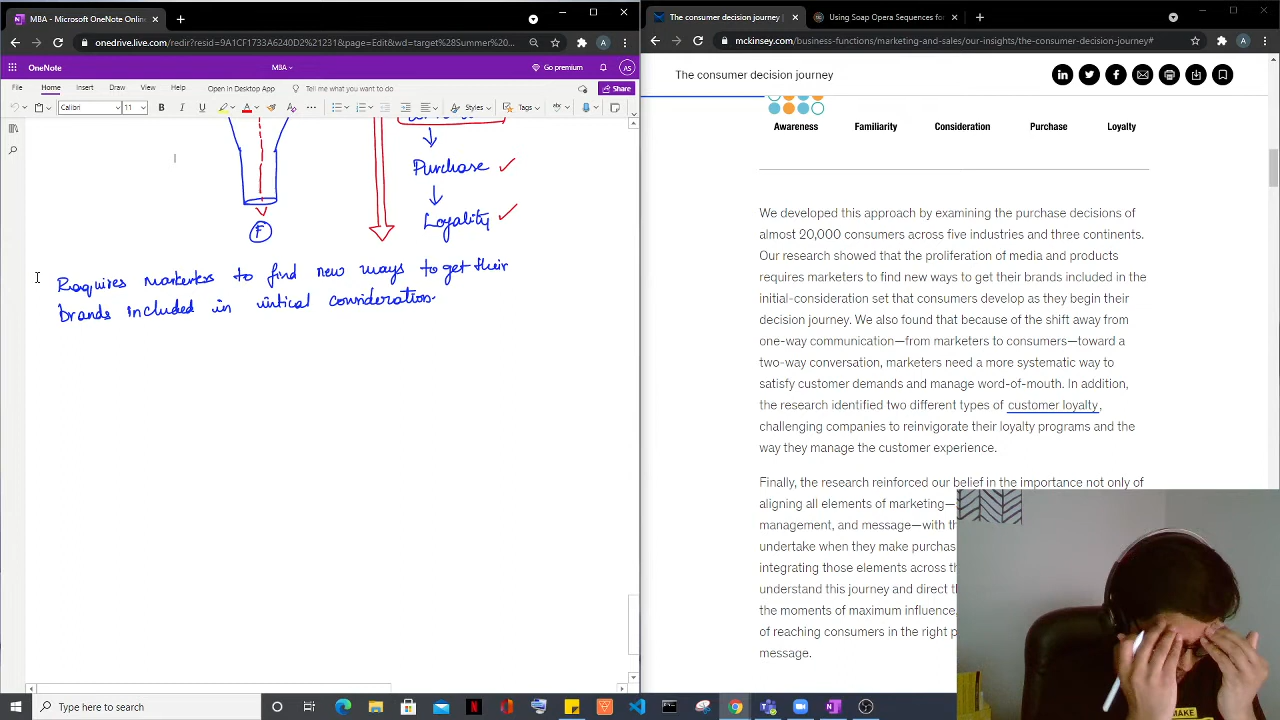 MBA - Microsoft OneNote Online
onedrive.live.com/redir?resid=9A1CF1733A6240D2%21231&page=Edit&wd=target%28Summer%20...
OneNote
MBA
Go premium
AS
File Home Insert Draw View Help Open In Desktop App Tell me what you want to do Share
Calibri 11 B I U A Styles Tags
Purchase
Loyality
F
Requires marketers to find new ways to get their
brands included in initical consideration.
Type here to search
The consumer decision journey
Using Soap Opera Sequences for
mckinsey.com/business-functions/marketing-and-sales/our-insights/the-consumer-decision-journey#
A
The consumer decision journey
Awareness Familiarity Consideration Purchase Loyalty
We developed this approach by examining the purchase decisions of
almost 20,000 consumers across five industries and three continents.
Our research showed that the proliferation of media and products
requires marketers to find new ways to get their brands included in the
initial-consideration set that consumers develop as they begin their
decision journey. We also found that because of the shift away from
one-way communication—from marketers to consumers—toward a
two-way conversation, marketers need a more systematic way to
satisfy customer demands and manage word-of-mouth. In addition,
the research identified two different types of customer loyalty,
challenging companies to reinvigorate their loyalty programs and the
way they manage the customer experience.
Finally, the research reinforced our belief in the importance not only of
aligning all elements of marketing—
management, and message—with th
undertake when they make purchas
integrating those elements across th
understand this journey and direct th
the moments of maximum influence,
of reaching consumers in the right p
message.
MAKE